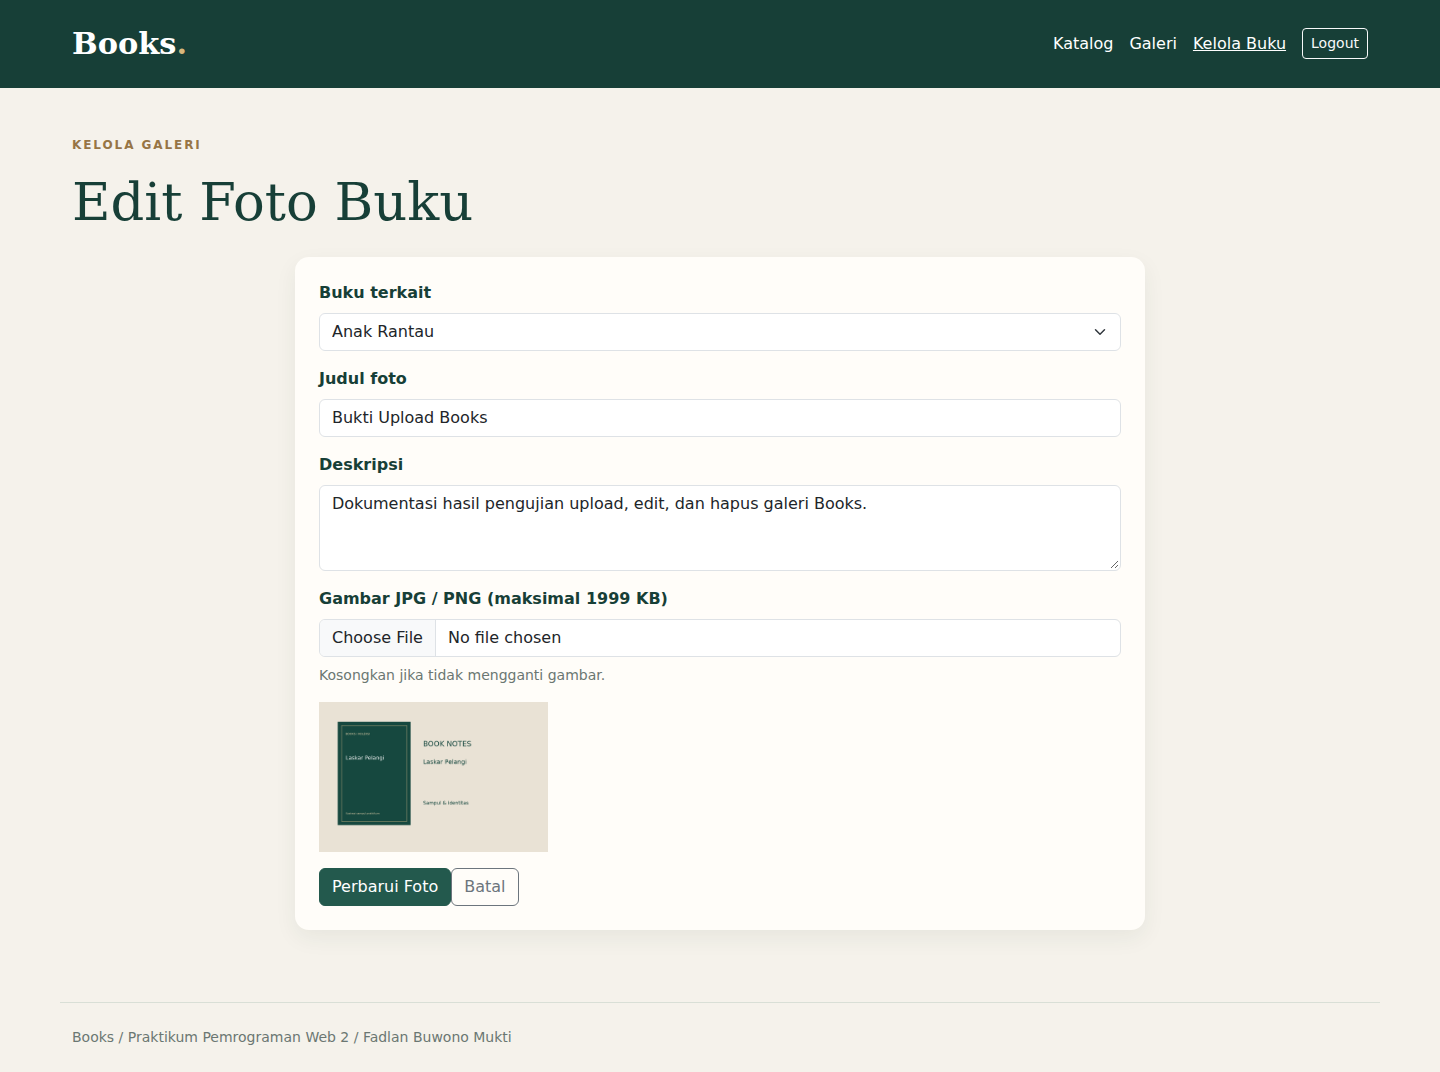 Books.
Katalog Galeri Kelola Buku Logout
KELOLA GALERI
Edit Foto Buku
Buku terkait
Anak Rantau
Judul foto
Bukti Upload Books
Deskripsi
Dokumentasi hasil pengujian upload, edit, dan hapus galeri Books.
Gambar JPG / PNG (maksimal 1999 KB)
Choose File No file chosen
Kosongkan jika tidak mengganti gambar.
Laskar Pelangi
BOOK NOTES
Laskar Pelangi
Sampul & Identitas
Perbarui Foto Batal
Books / Praktikum Pemrograman Web 2 / Fadlan Buwono Mukti